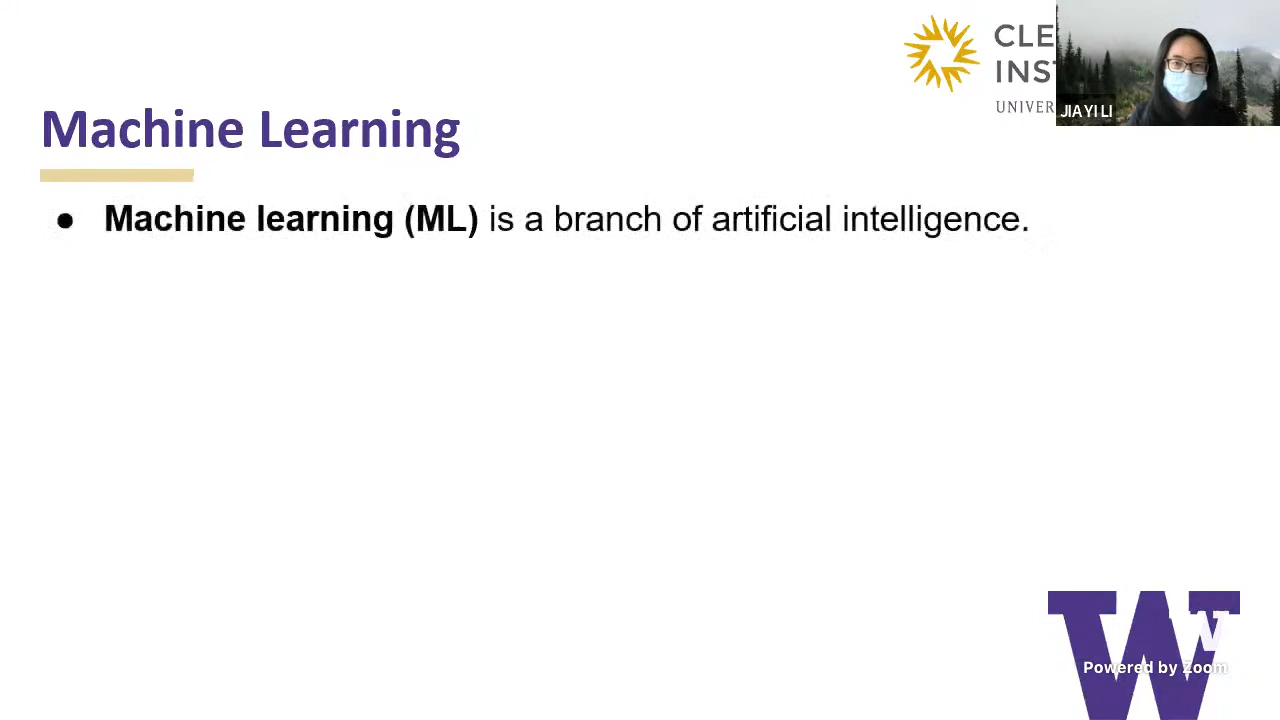 CLE
INST
UNIVER
JIAYI LI
Machine Learning
● Machine learning (ML) is a branch of artificial intelligence.
W
W
Powered by Zoom